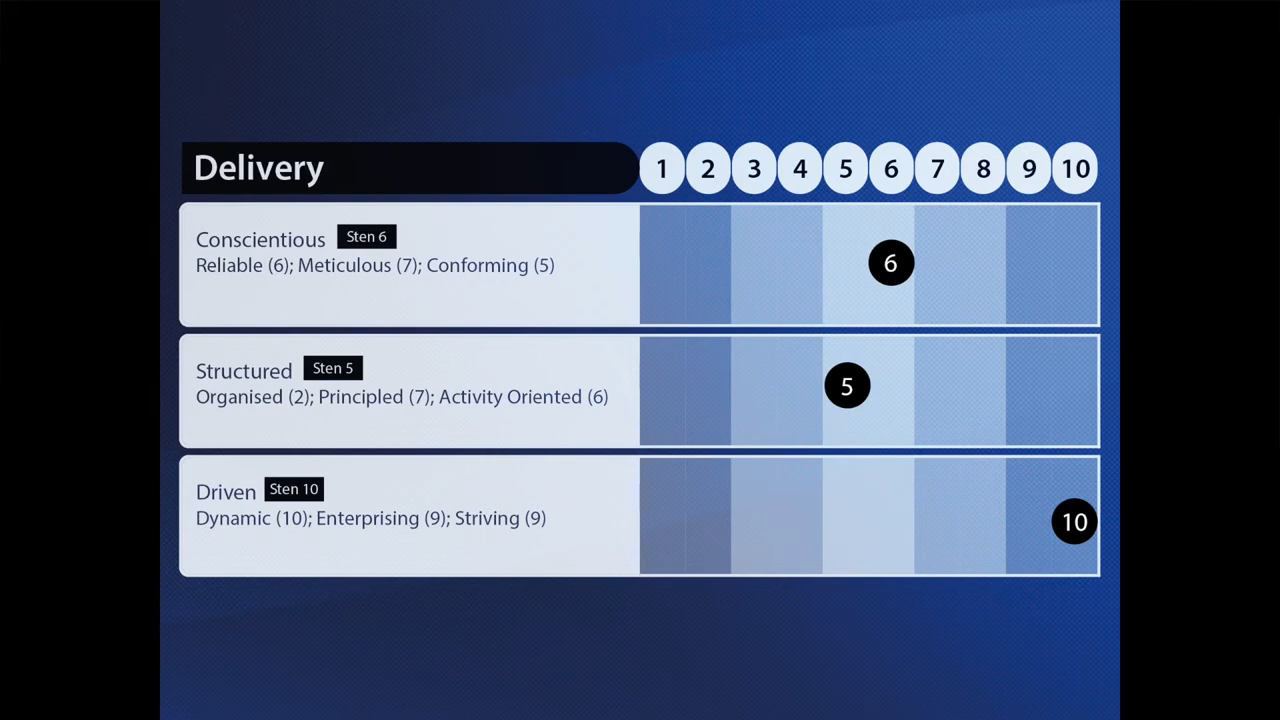 Delivery 1 2 3 4 5 6 7 8 9 10
Conscientious Sten 6
Reliable (6); Meticulous (7); Conforming (5)
6
Structured Sten 5
Organised (2); Principled (7); Activity Oriented (6)
5
Driven Sten 10
Dynamic (10); Enterprising (9); Striving (9)
10